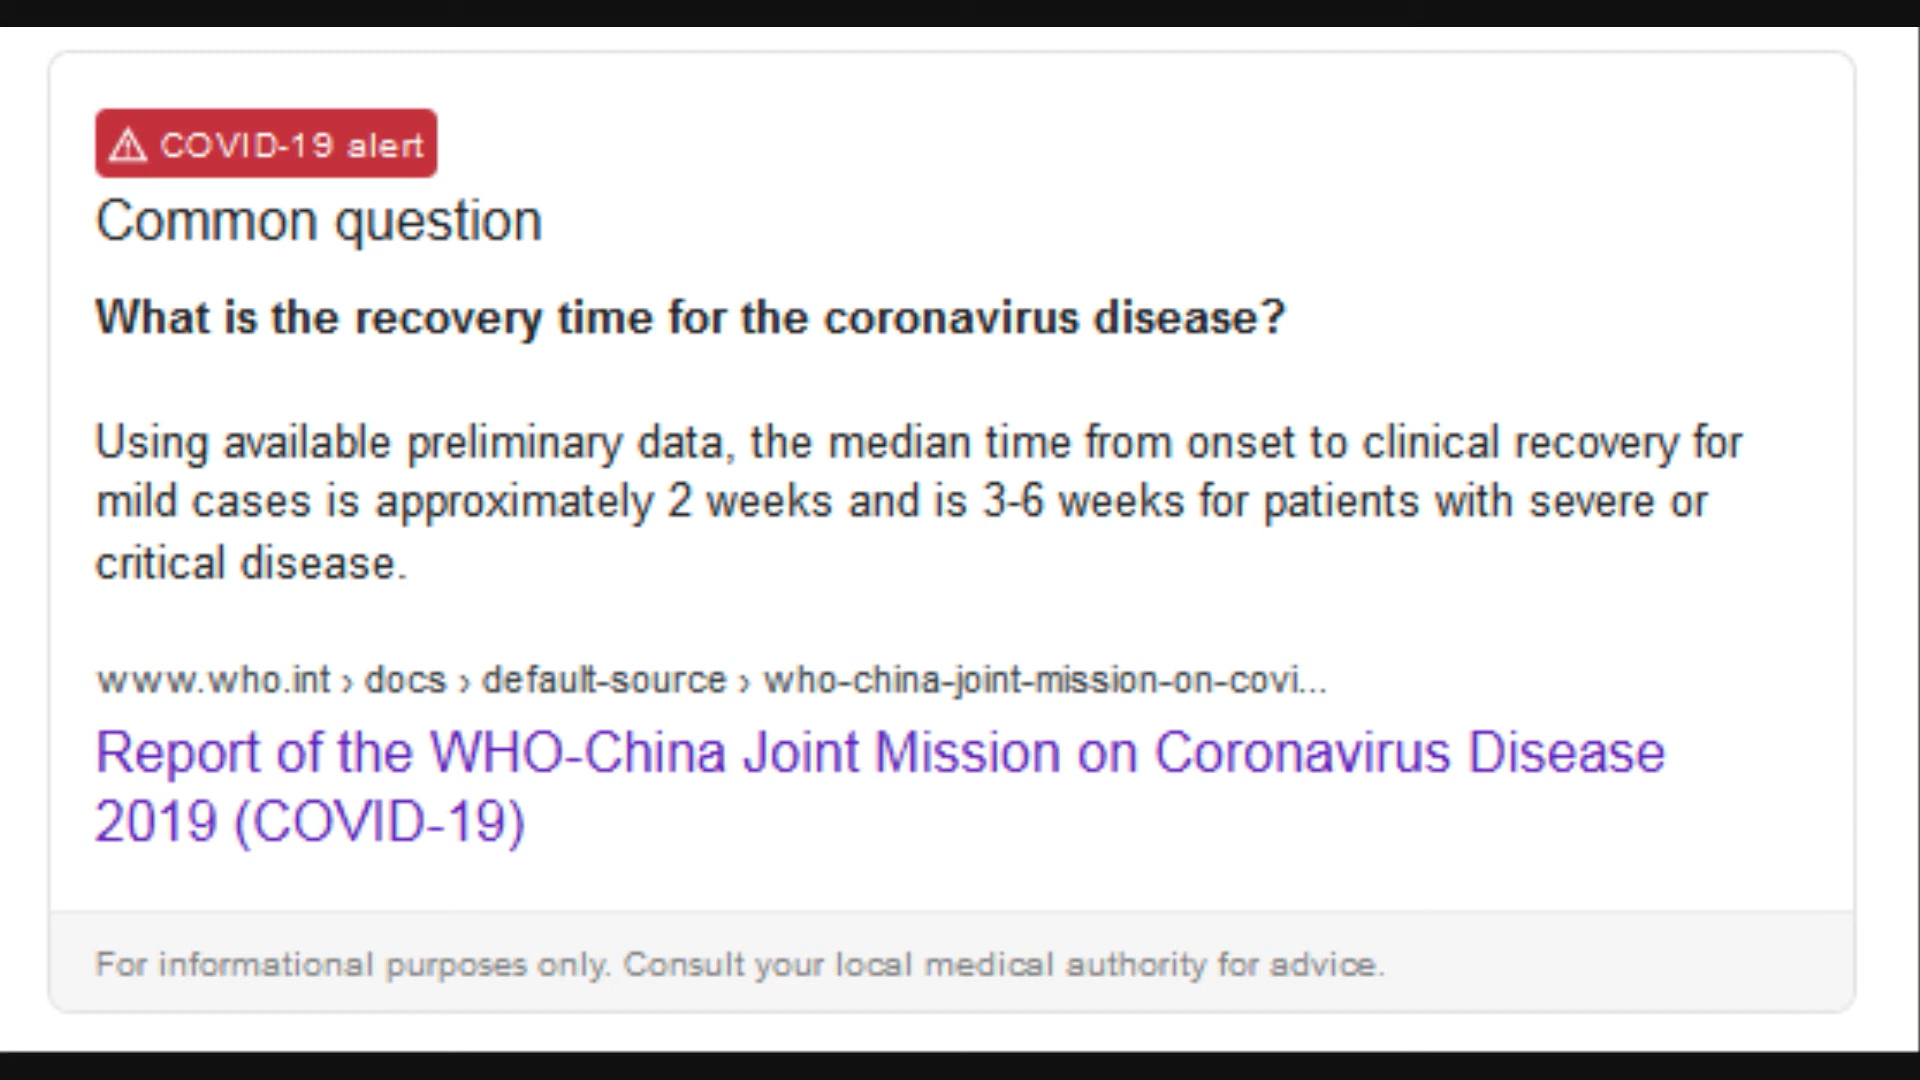 COVID-19 alert
Common question
What is the recovery time for the coronavirus disease?
Using available preliminary data, the median time from onset to clinical recovery for
mild cases is approximately 2 weeks and is 3-6 weeks for patients with severe or
critical disease.
www.who.int › docs › default-source › who-china-joint-mission-on-covi...
Report of the WHO-China Joint Mission on Coronavirus Disease
2019 (COVID-19)
For informational purposes only. Consult your local medical authority for advice.